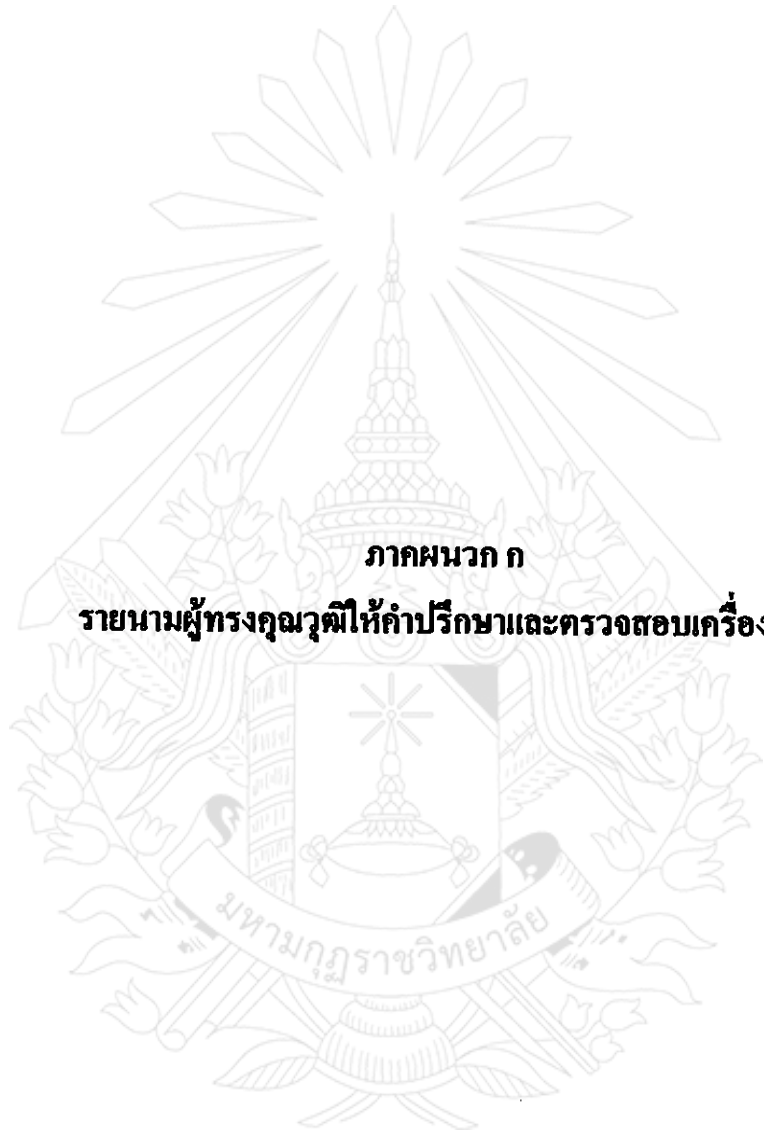 ภาคผนวก ก
รายนามผู้ทรงคุณวุฒิให้คำปรึกษาและตรวจสอบเครื่อง
มหามกุฏราชวิทยาลัย